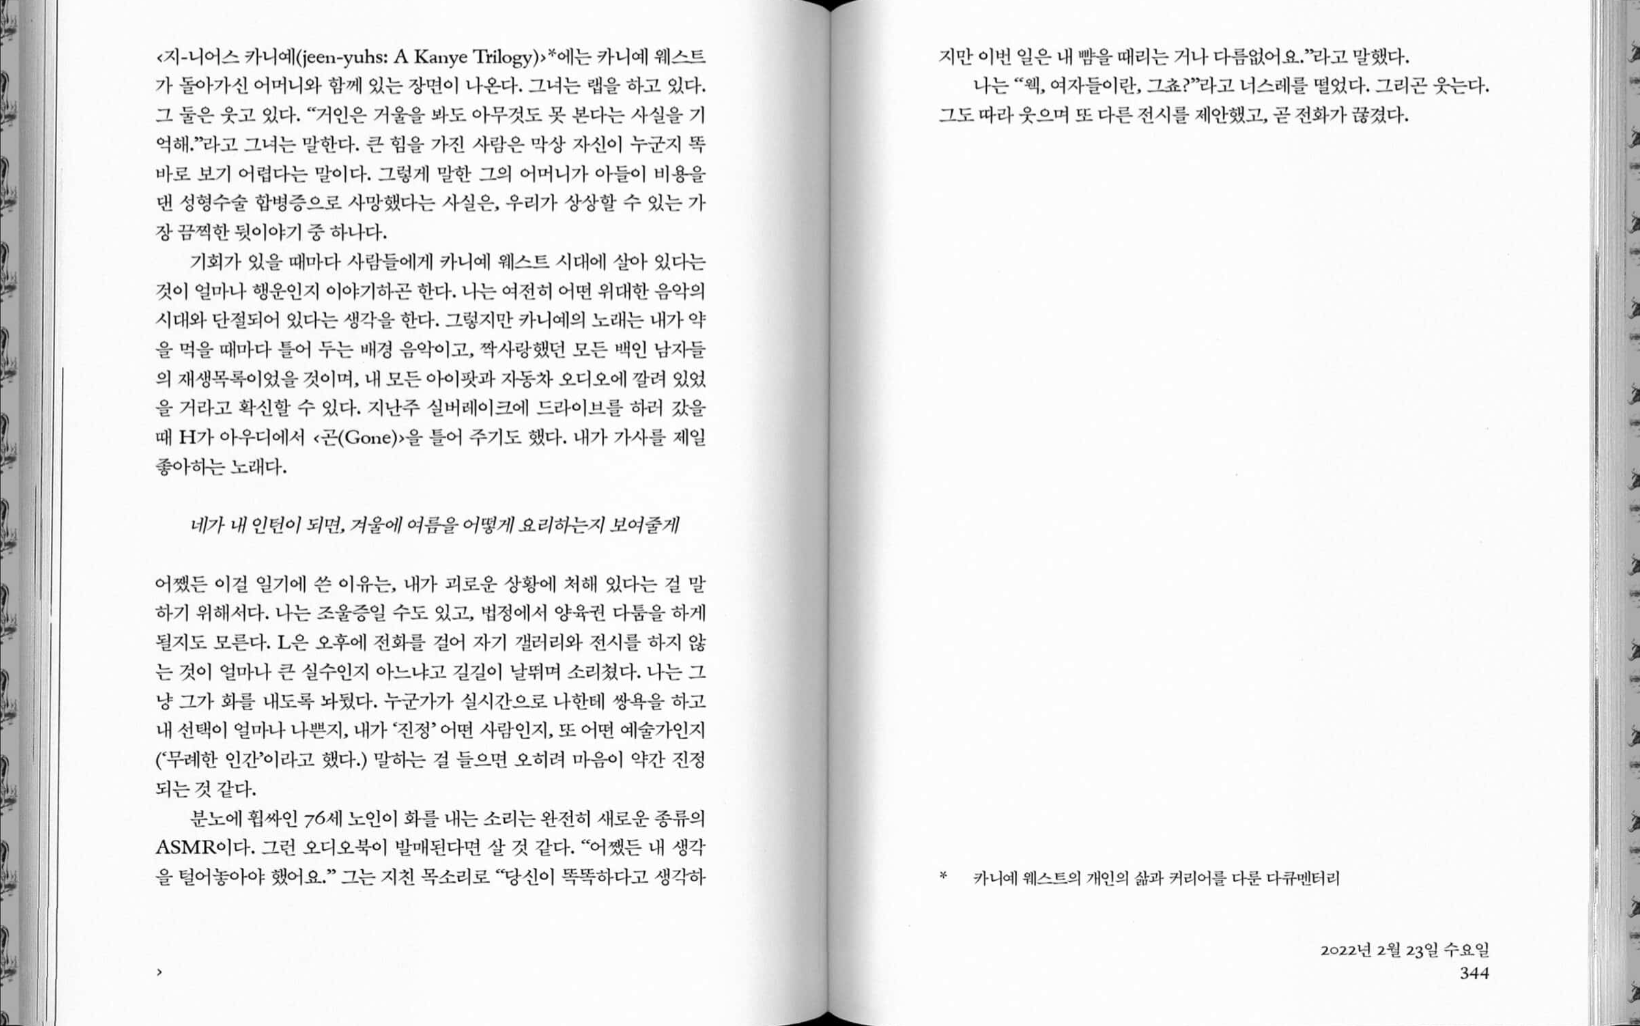 ‹지-니어스 카니예(jeen-yuhs: A Kanye Trilogy)›*에는 카니예 웨스트
가 돌아가신 어머니와 함께 있는 장면이 나온다. 그녀는 랩을 하고 있다.
그 둘은 웃고 있다. “거인은 거울을 봐도 아무것도 못 본다는 사실을 기
억해.”라고 그녀는 말한다. 큰 힘을 가진 사람은 막상 자신이 누군지 똑
바로 보기 어렵다는 말이다. 그렇게 말한 그의 어머니가 아들이 비용을
댄 성형수술 합병증으로 사망했다는 사실은, 우리가 상상할 수 있는 가
장 끔찍한 뒷이야기 중 하나다.
기회가 있을 때마다 사람들에게 카니예 웨스트 시대에 살아 있다는
것이 얼마나 행운인지 이야기하곤 한다. 나는 여전히 어떤 위대한 음악의
시대와 단절되어 있다는 생각을 한다. 그렇지만 카니예의 노래는 내가 약
을 먹을 때마다 틀어 두는 배경 음악이고, 짝사랑했던 모든 백인 남자들
의 재생목록이었을 것이며, 내 모든 아이팟과 자동차 오디오에 깔려 있었
을 거라고 확신할 수 있다. 지난주 실버레이크에 드라이브를 하러 갔을
때 H가 아우디에서 ‹곤(Gone)›을 틀어 주기도 했다. 내가 가사를 제일
좋아하는 노래다.
네가 내 인턴이 되면, 겨울에 여름을 어떻게 요리하는지 보여줄게
어쨌든 이걸 일기에 쓴 이유는, 내가 괴로운 상황에 처해 있다는 걸 말
하기 위해서다. 나는 조울증일 수도 있고, 법정에서 양육권 다툼을 하게
될지도 모른다. L은 오후에 전화를 걸어 자기 갤러리와 전시를 하지 않
는 것이 얼마나 큰 실수인지 아느냐고 길길이 날뛰며 소리쳤다. 나는 그
냥 그가 화를 내도록 놔뒀다. 누군가가 실시간으로 나한테 쌍욕을 하고
내 선택이 얼마나 나쁜지, 내가 ‘진정’ 어떤 사람인지, 또 어떤 예술가인지
(‘무례한 인간’이라고 했다.) 말하는 걸 들으면 오히려 마음이 약간 진정
되는 것 같다.
분노에 휩싸인 76세 노인이 화를 내는 소리는 완전히 새로운 종류의
ASMR이다. 그런 오디오북이 발매된다면 살 것 같다. “어쨌든 내 생각
을 털어놓아야 했어요.” 그는 지친 목소리로 “당신이 똑똑하다고 생각하
›
지만 이번 일은 내 뺨을 때리는 거나 다름없어요.”라고 말했다.
나는 “웩, 여자들이란, 그쵸?”라고 너스레를 떨었다. 그리곤 웃는다.
그도 따라 웃으며 또 다른 전시를 제안했고, 곧 전화가 끊겼다.
* 카니예 웨스트의 개인의 삶과 커리어를 다룬 다큐멘터리
2022년 2월 23일 수요일
344